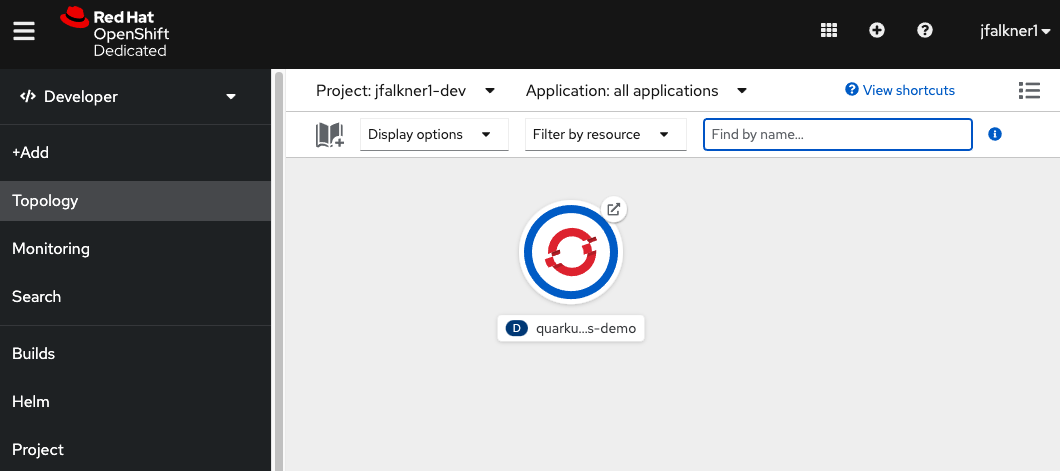 Red Hat
OpenShift
Dedicated
jfalkner1
Developer
+Add
Topology
Monitoring
Search
Builds
Helm
Project
Project: jfalkner1-dev
Application: all applications
View shortcuts
Display options
Filter by resource
Find by name...
D quarku...s-demo